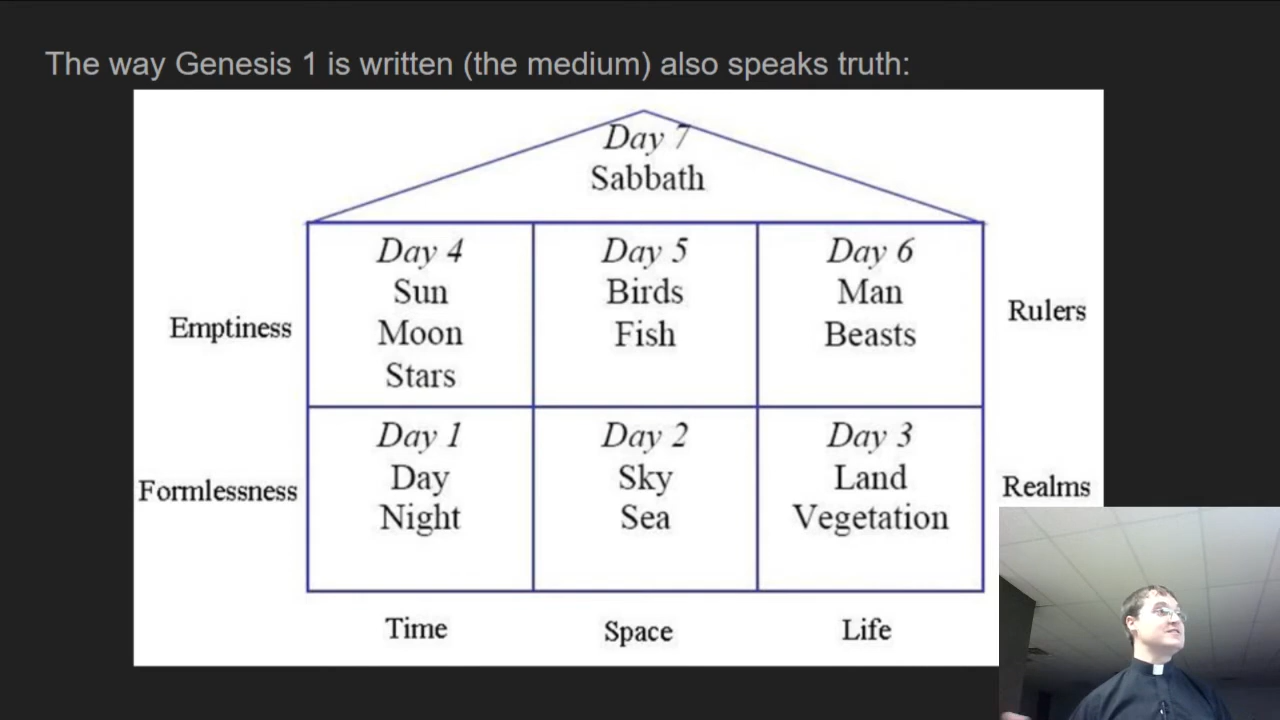 The way Genesis 1 is written (the medium) also speaks truth:
Day 7
Sabbath
Day 4
Sun
Moon
Stars
Day 5
Birds
Fish
Day 6
Man
Beasts
Emptiness
Rulers
Day 1
Day
Night
Day 2
Sky
Sea
Day 3
Land
Vegetation
Formlessness
Realms
Time
Space
Life